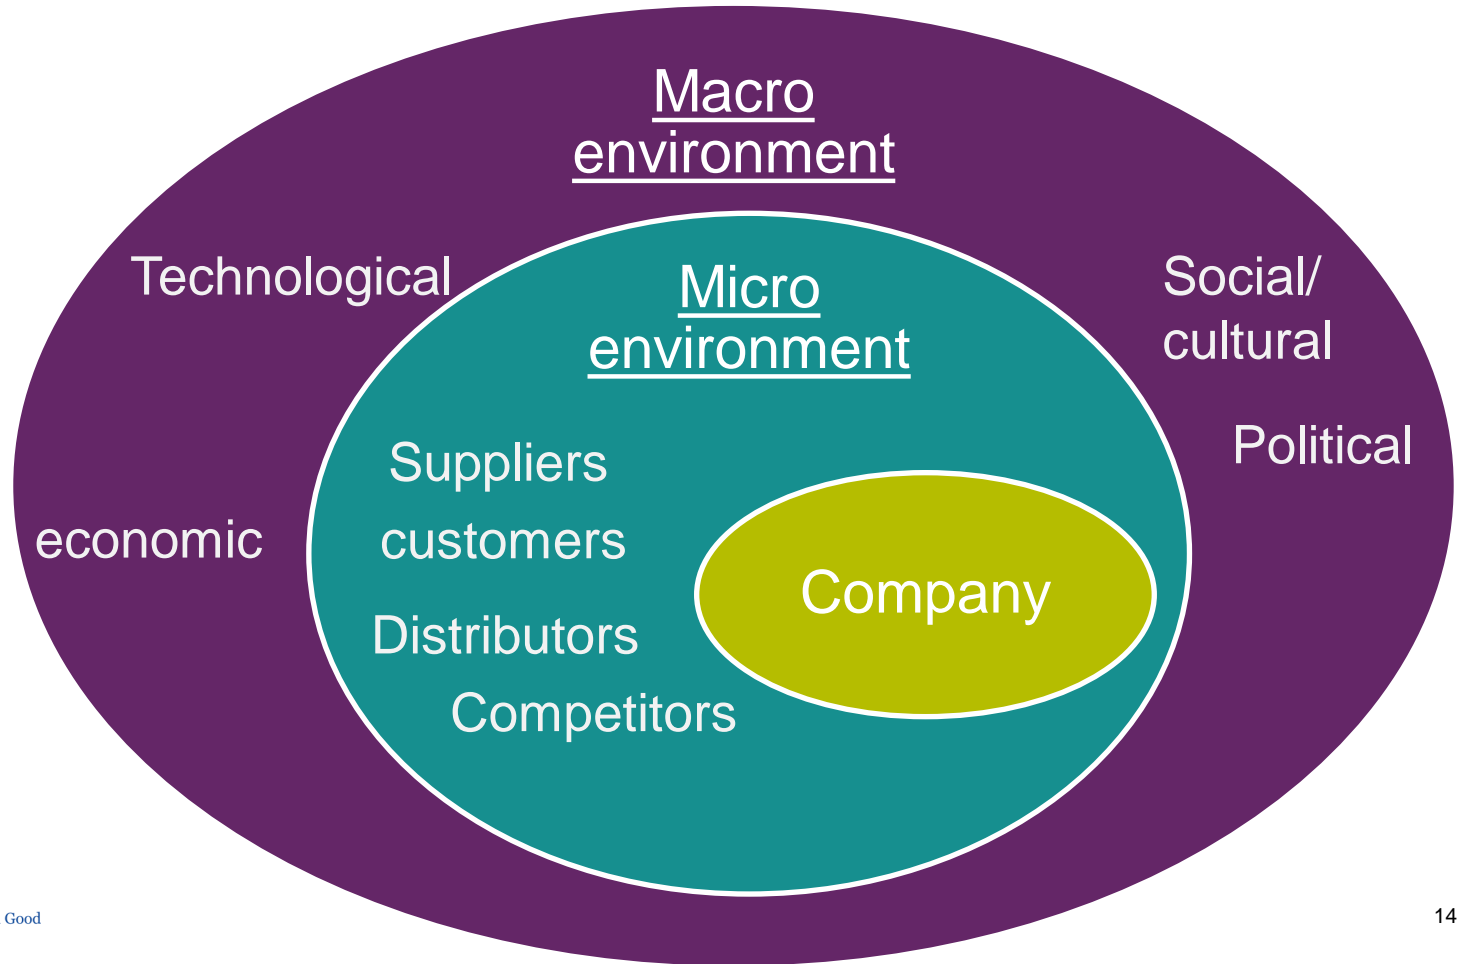 Macro
environment
Technological
Social/
cultural
Micro
environment
Political
Suppliers
economic
customers
Company
Distributors
Competitors
Good
14